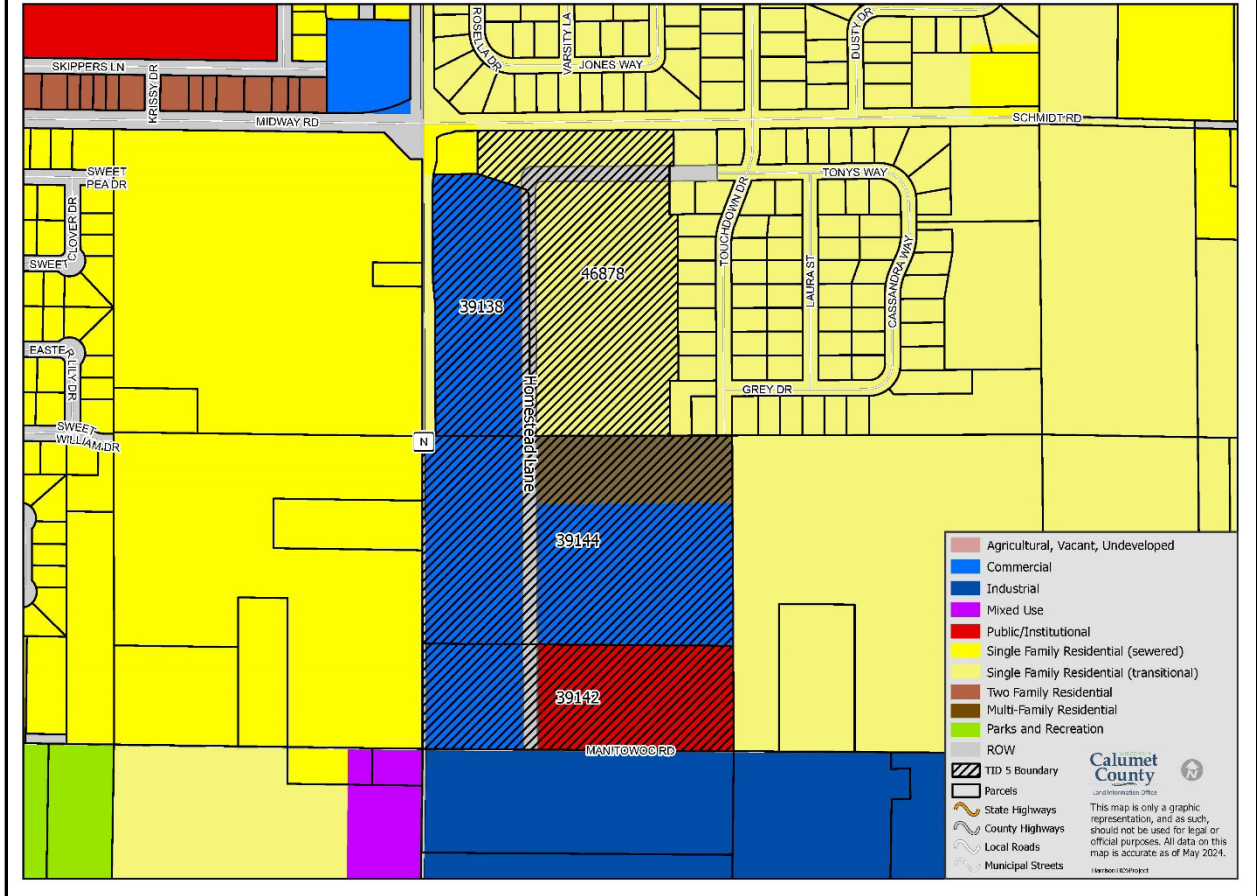 ROSELLA DR
VARSITY LA
DUSTY DR
JONES WAY
SKIPPERS LN
KRISSY DR
MIDWAY RD
SCHMIDT RD
SWEET
PEA DR
TONYS WAY
CLOVER DR
TOUCHDOWN DR
LAURA ST
CASSANDRA WAY
SWEET
46878
39138
EASTER
LILY DR
Homestead Lane
GREY DR
SWEET
WILLIAM DR
N
39144
39142
MANITOWOC RD
Agricultural, Vacant, Undeveloped
Commercial
Industrial
Mixed Use
Public/Institutional
Single Family Residential (sewered)
Single Family Residential (transitional)
Two Family Residential
Multi-Family Residential
Parks and Recreation
ROW
TID 5 Boundary
Parcels
State Highways
County Highways
Local Roads
Municipal Streets
Calumet
County
Land Information Office
N
This map is only a graphic
representation, and as such,
should not be used for legal or
official purposes. All data on this
map is accurate as of May 2024.